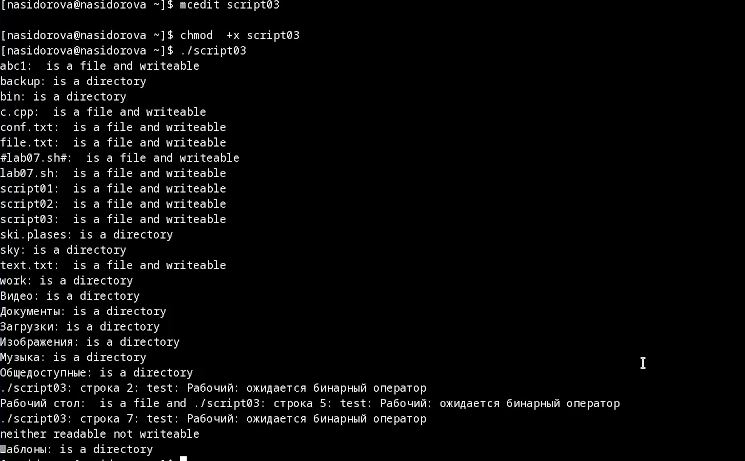 [nasidorova@nasidorova ~]$ mcedit script03
[nasidorova@nasidorova ~]$ chmod  +x script03
[nasidorova@nasidorova ~]$ ./script03
abc1:  is a file and writeable
backup: is a directory
bin: is a directory
c.cpp:  is a file and writeable
conf.txt:  is a file and writeable
file.txt:  is a file and writeable
#lab07.sh#:  is a file and writeable
lab07.sh:  is a file and writeable
script01:  is a file and writeable
script02:  is a file and writeable
script03:  is a file and writeable
ski.plases: is a directory
sky: is a directory
text.txt:  is a file and writeable
work: is a directory
Видео: is a directory
Документы: is a directory
Загрузки: is a directory
Изображения: is a directory
Музыка: is a directory
Общедоступные: is a directory
./script03: строка 2: test: Рабочий: ожидается бинарный оператор
Рабочий стол:  is a file and ./script03: строка 5: test: Рабочий: ожидается бинарный оператор
./script03: строка 7: test: Рабочий: ожидается бинарный оператор
neither readable not writeable
Шаблоны: is a directory